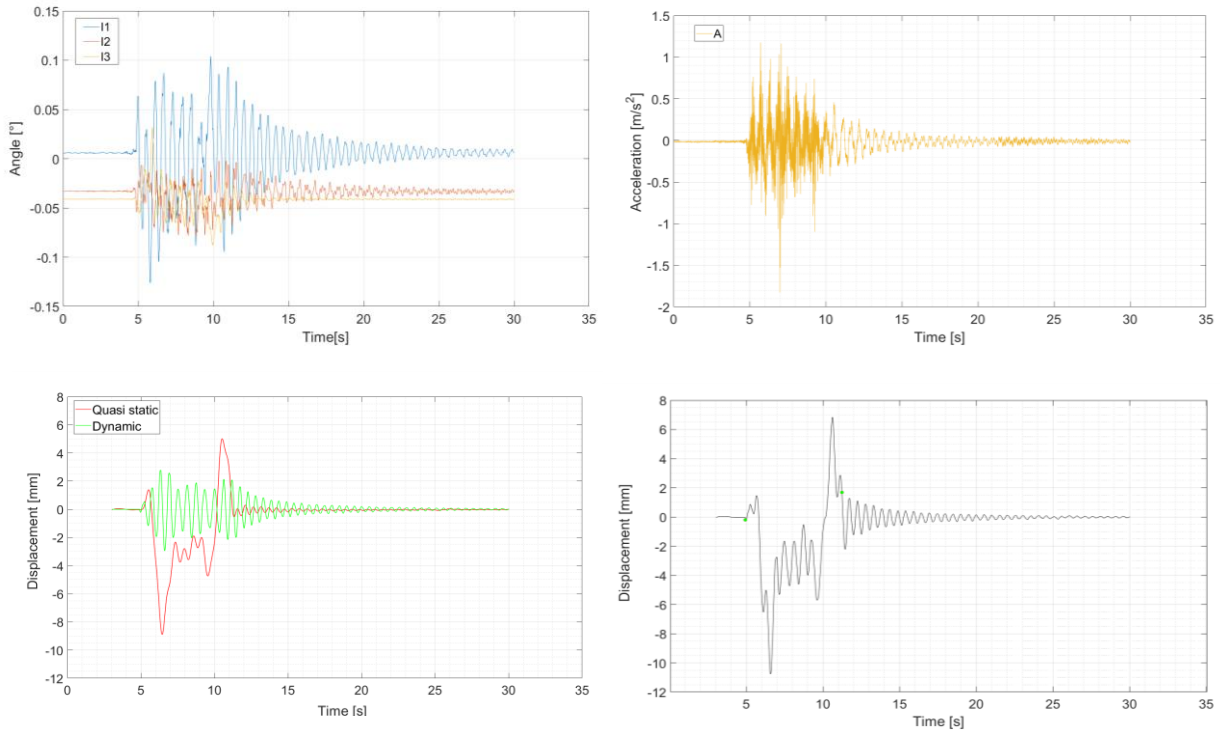 I1
I2
I3
0.15
0.1
0.05
0
-0.05
-0.1
-0.15
Angle [°]
0 5 10 15 20 25 30 35
Time[s]
A
1.5
1
0.5
0
-0.5
-1
-1.5
-2
Acceleration [m/s²]
0 5 10 15 20 25 30 35
Time [s]
Quasi static
Dynamic
8
6
4
2
0
-2
-4
-6
-8
-10
-12
Displacement [mm]
0 5 10 15 20 25 30 35
Time [s]
8
6
4
2
0
-2
-4
-6
-8
-10
-12
Displacement [mm]
5 10 15 20 25 30 35
Time [s]